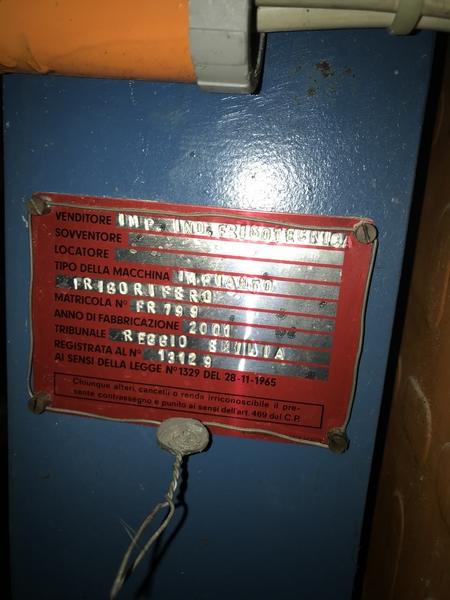 VENDITORE IMP. IND. FRIGOTECNICA
SOVVENTORE
LOCATORE
TIPO DELLA MACCHINA IMPIANTO
FRIGORIFERO
MATRICOLA N° FR 799
ANNO DI FABBRICAZIONE 2001
TRIBUNALE REGGIO EMILIA
REGISTRATA AL N° 19129
AI SENSI DELLA LEGGE N° 1329 DEL 28-11-1965
Chiunque alteri, cancelli o renda irriconoscibile il pre-
sente contrassegno è punito ai sensi dell'art. 469 del C.P.